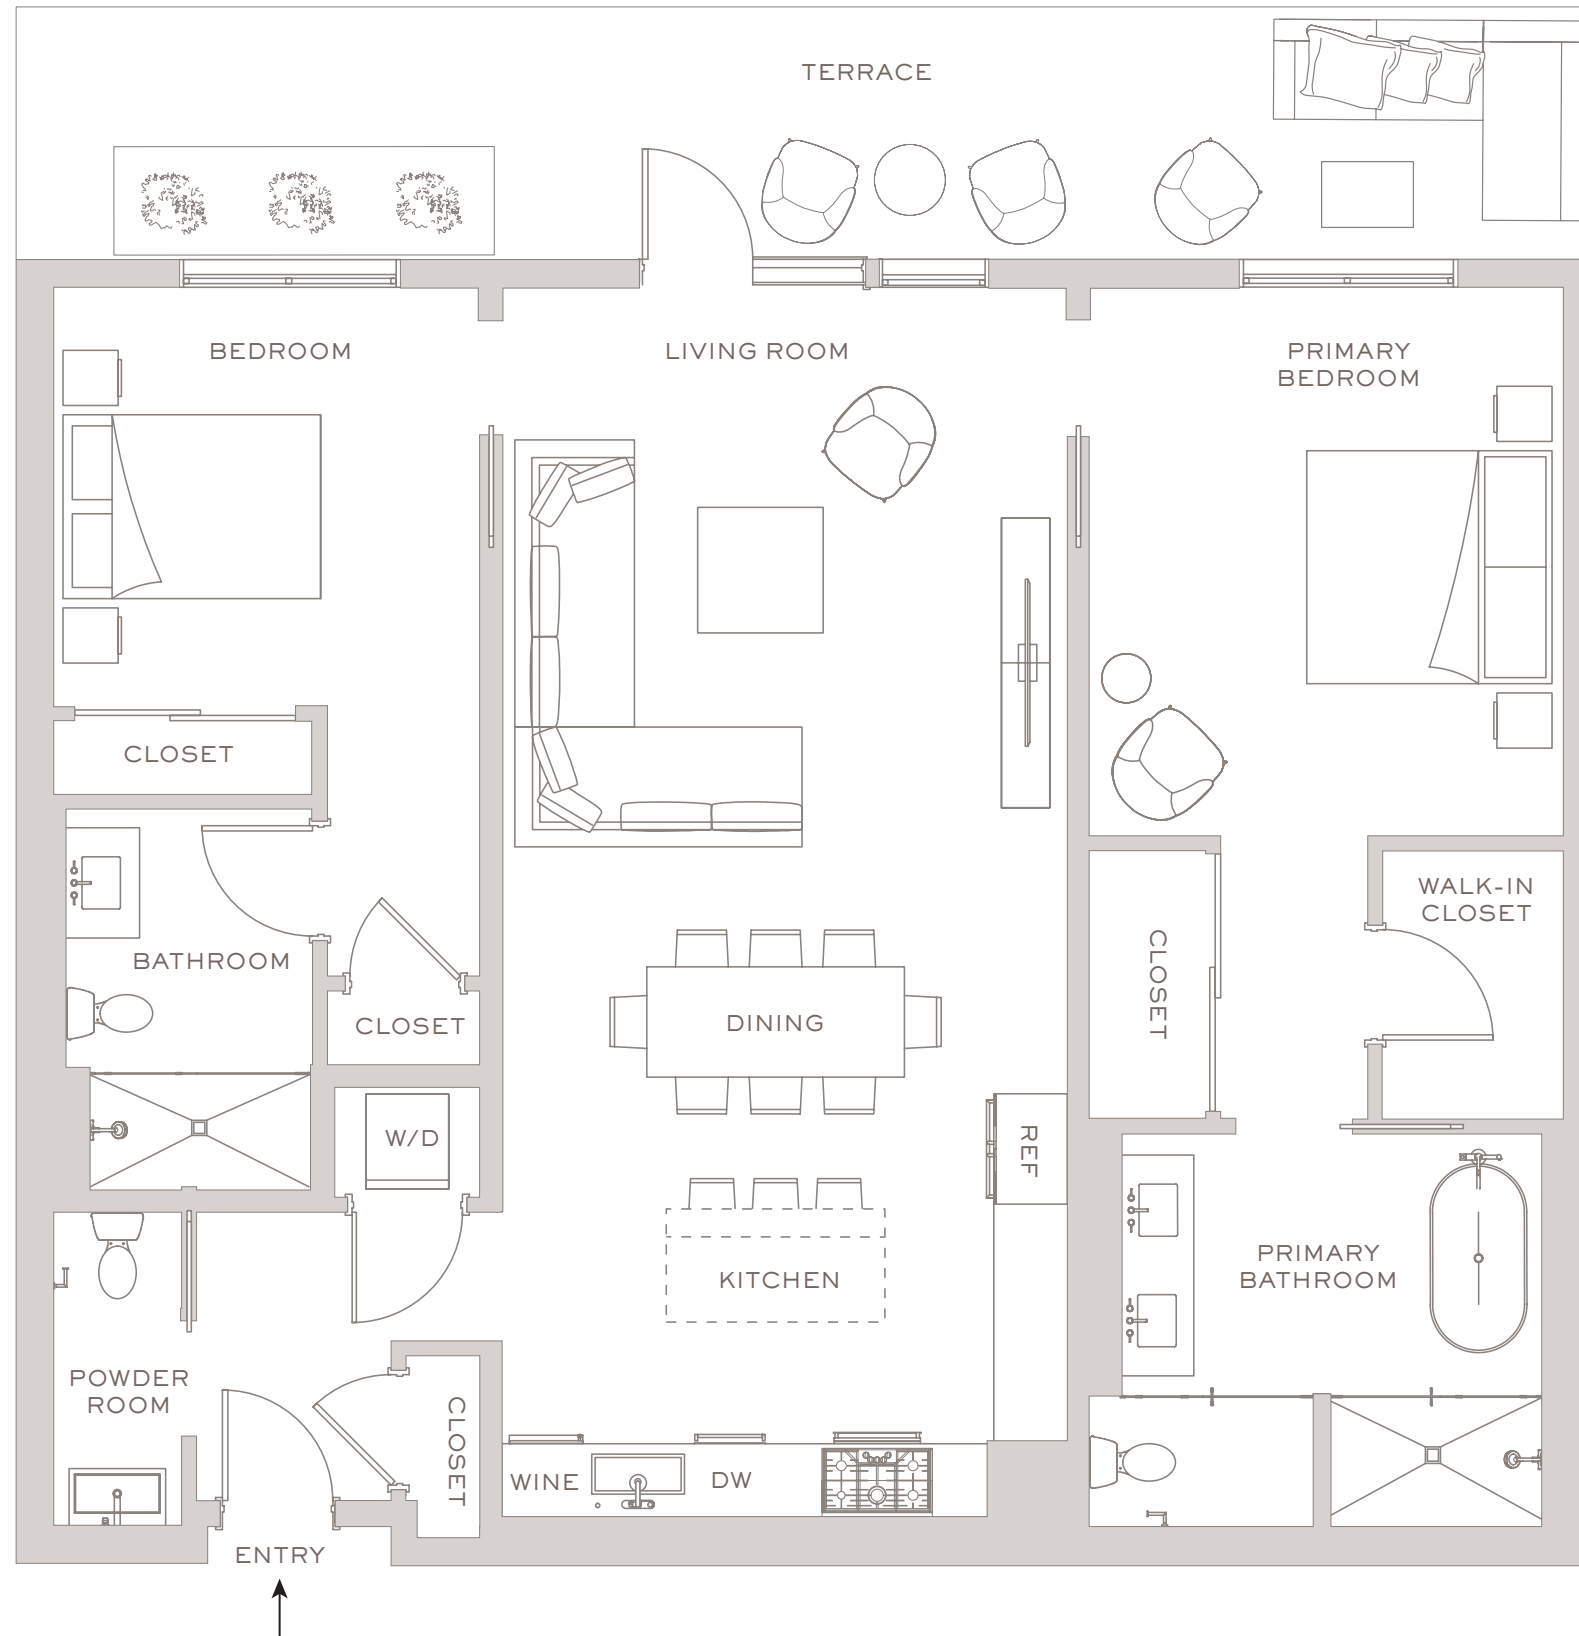 TERRACE
BEDROOM
LIVING ROOM
PRIMARY
BEDROOM
CLOSET
WALK-IN
CLOSET
CLOSET
BATHROOM
CLOSET
DINING
W/D
REF
KITCHEN
PRIMARY
BATHROOM
POWDER
ROOM
CLOSET
WINE
DW
ENTRY